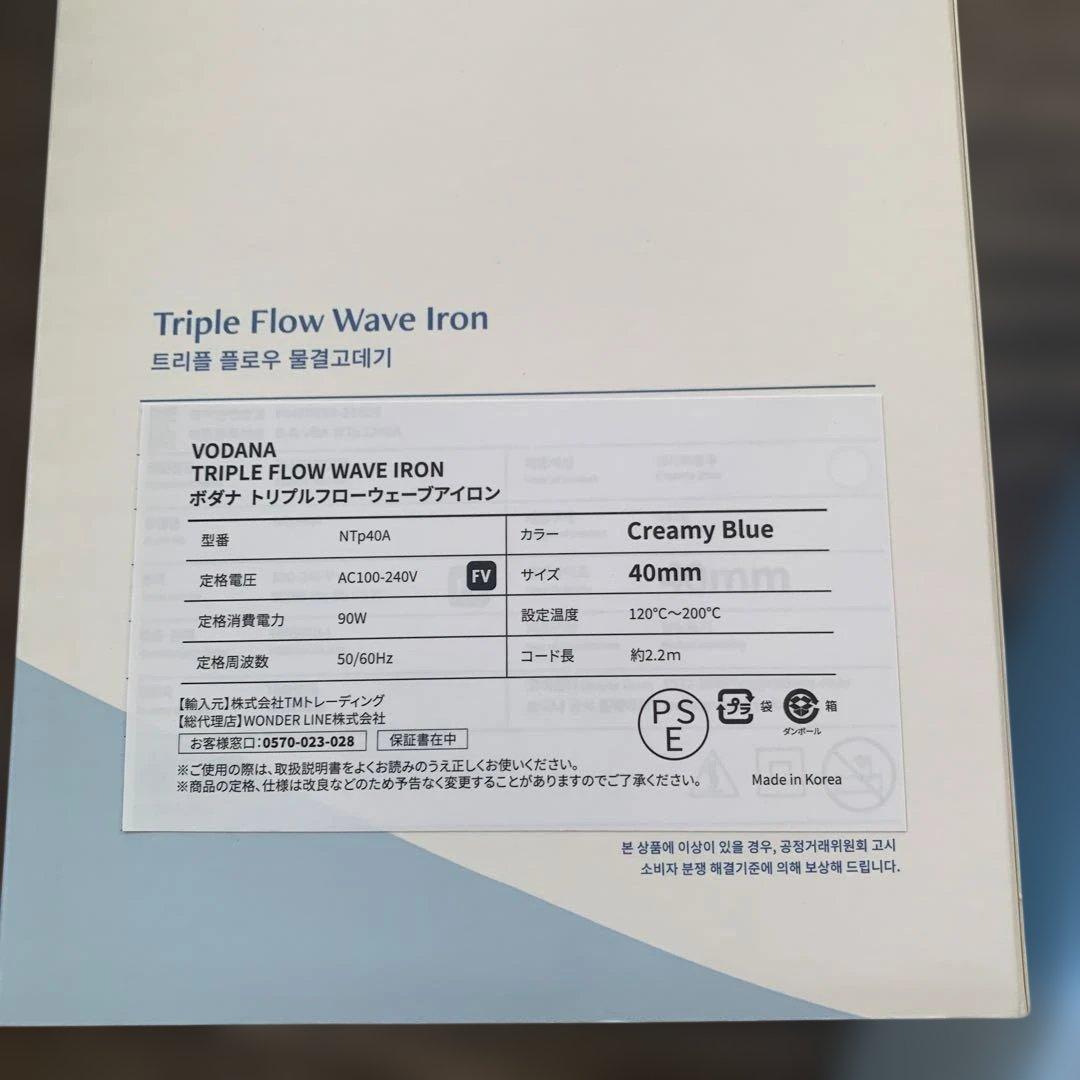 Triple Flow Wave Iron
트리플 플로우 물결고데기
VODANA
TRIPLE FLOW WAVE IRON
ボダナ トリプルフローウェーブアイロン
型番 NTp40A カラー Creamy Blue
定格電圧 AC100-240V FV サイズ 40mm
定格消費電力 90W 設定温度 120℃～200℃
定格周波数 50/60Hz コード長 約2.2m
【輸入元】株式会社TMトレーディング
【総代理店】WONDER LINE株式会社
お客様窓口：0570-023-028 保証書在中
PS
E
プラ 袋 箱
ダンボール
※ご使用の際は、取扱説明書をよくお読みのうえ正しくお使いください。
※商品の定格、仕様は改良などのため予告なく変更することがありますのでご了承ください。
Made in Korea
본 상품에 이상이 있을 경우, 공정거래위원회 고시
소비자 분쟁 해결기준에 의해 보상해 드립니다.